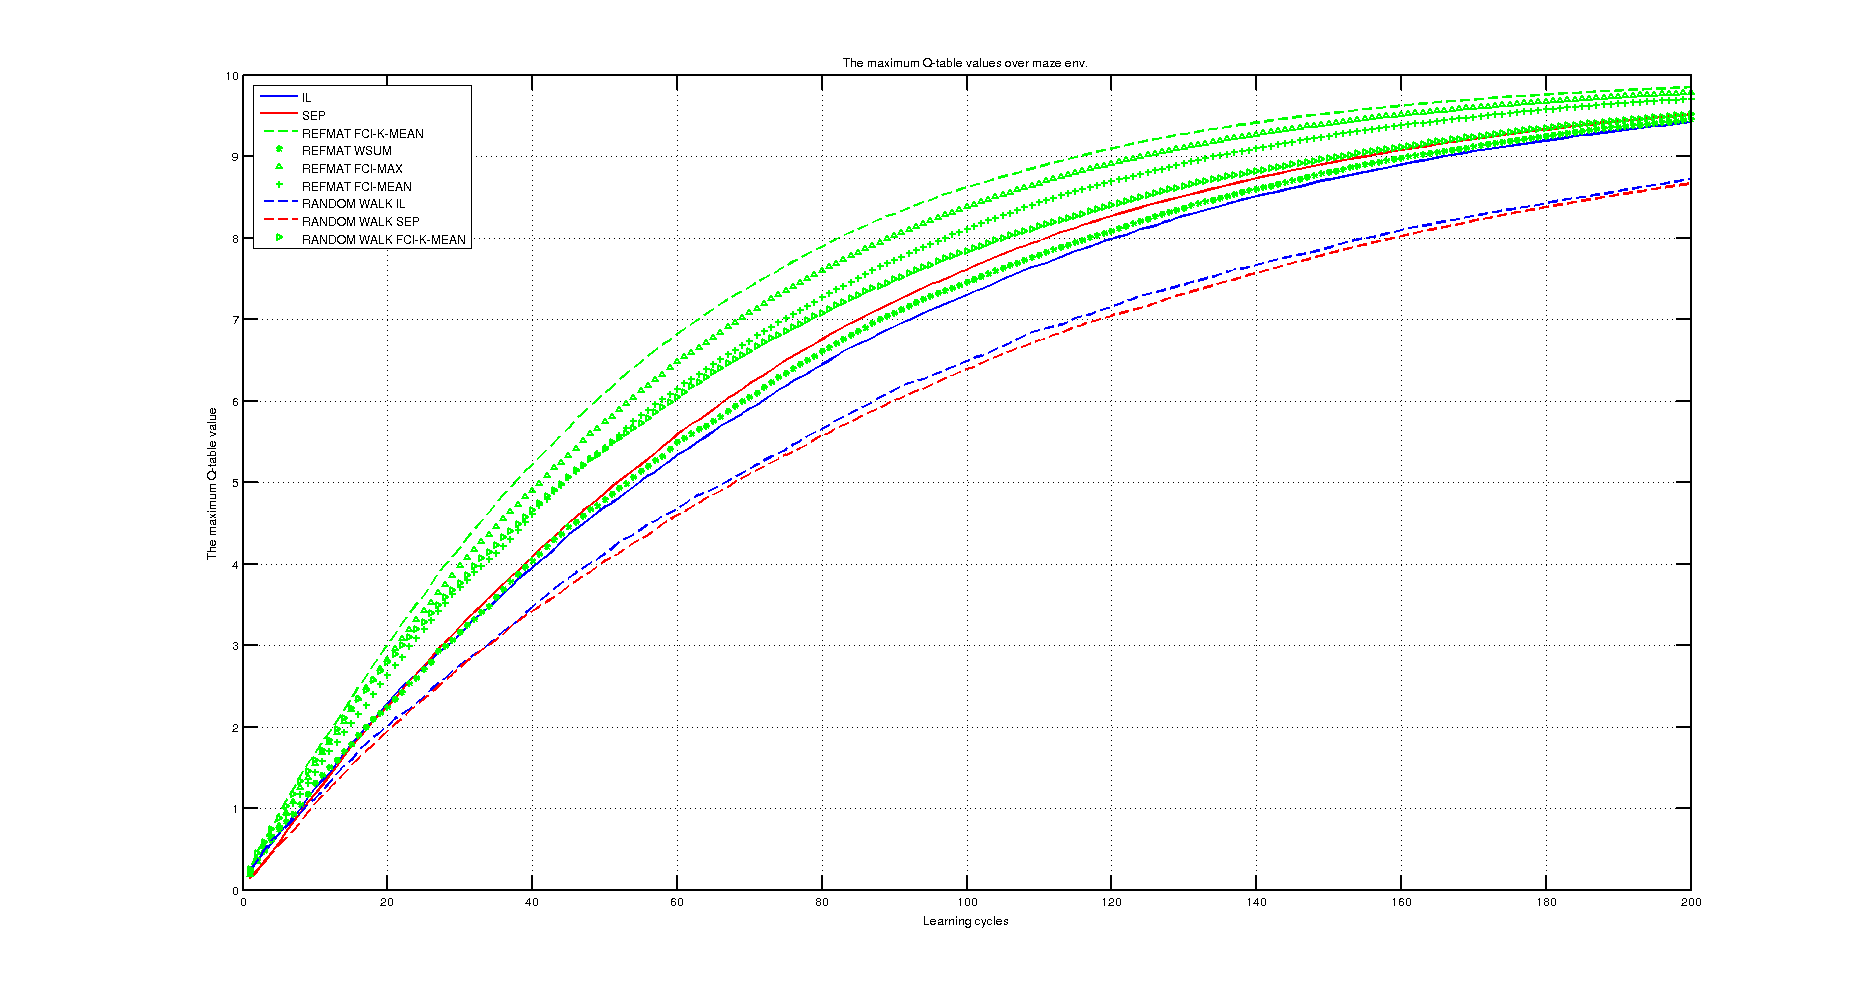 The maximum Q-table values over maze env.
10
9
8
7
6
5
4
3
2
1
0
The maximum Q-table value
IL
SEP
REFMAT FCI-K-MEAN
REFMAT WSUM
REFMAT FCI-MAX
REFMAT FCI-MEAN
RANDOM WALK IL
RANDOM WALK SEP
RANDOM WALK FCI-K-MEAN
0 20 40 60 80 100 120 140 160 180 200
Learning cycles